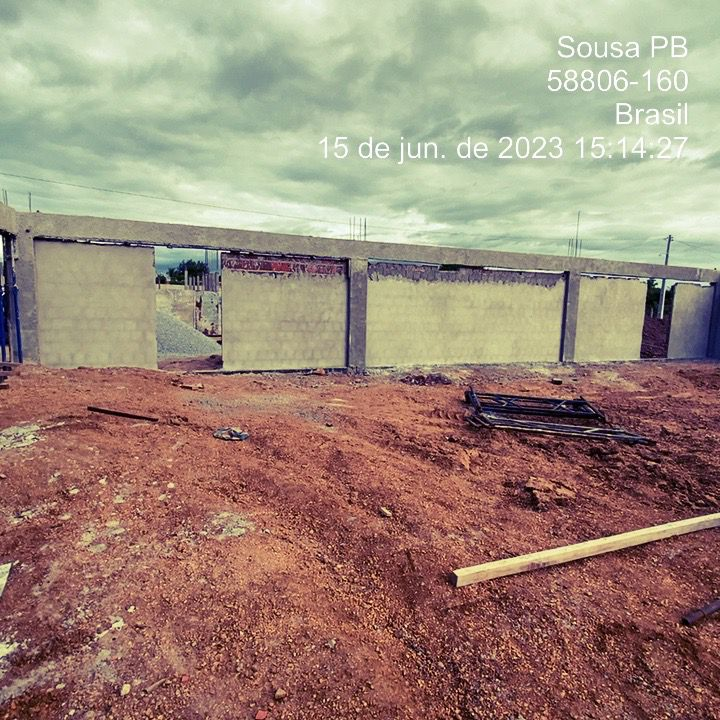 Sousa PB
58806-160
Brasil
15 de jun. de 2023 15:14:27